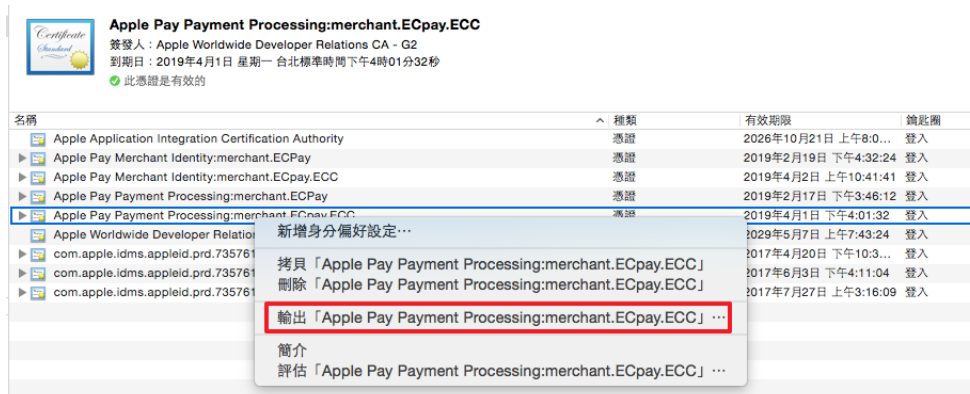 Certificate
Standard
Apple Pay Payment Processing:merchant.ECpay.ECC
簽發人：Apple Worldwide Developer Relations CA - G2
到期日：2019年4月1日 星期一 台北標準時間下午4時01分32秒
此憑證是有效的
名稱 種類 有效期限 鑰匙圈
Apple Application Integration Certification Authority 憑證 2026年10月21日 上午8:0... 登入
Apple Pay Merchant Identity:merchant.ECPay 憑證 2019年2月19日 下午4:32:24 登入
Apple Pay Merchant Identity:merchant.ECpay.ECC 憑證 2019年4月2日 上午10:41:41 登入
Apple Pay Payment Processing:merchant.ECPay 憑證 2019年2月17日 下午3:46:12 登入
Apple Pay Payment Processing:merchant.ECpay.ECC 憑證 2019年4月1日 下午4:01:32 登入
Apple Worldwide Developer Relatio 2029年5月7日 上午7:43:24 登入
com.apple.idms.appleid.prd.735761 2017年4月20日 下午10:3... 登入
com.apple.idms.appleid.prd.735761 2017年6月3日 下午4:11:04 登入
com.apple.idms.appleid.prd.735761 2017年7月27日 上午3:16:09 登入
新增身分偏好設定⋯
拷貝「Apple Pay Payment Processing:merchant.ECpay.ECC」
刪除「Apple Pay Payment Processing:merchant.ECpay.ECC」
輸出「Apple Pay Payment Processing:merchant.ECpay.ECC」⋯
簡介
評估「Apple Pay Payment Processing:merchant.ECpay.ECC」⋯